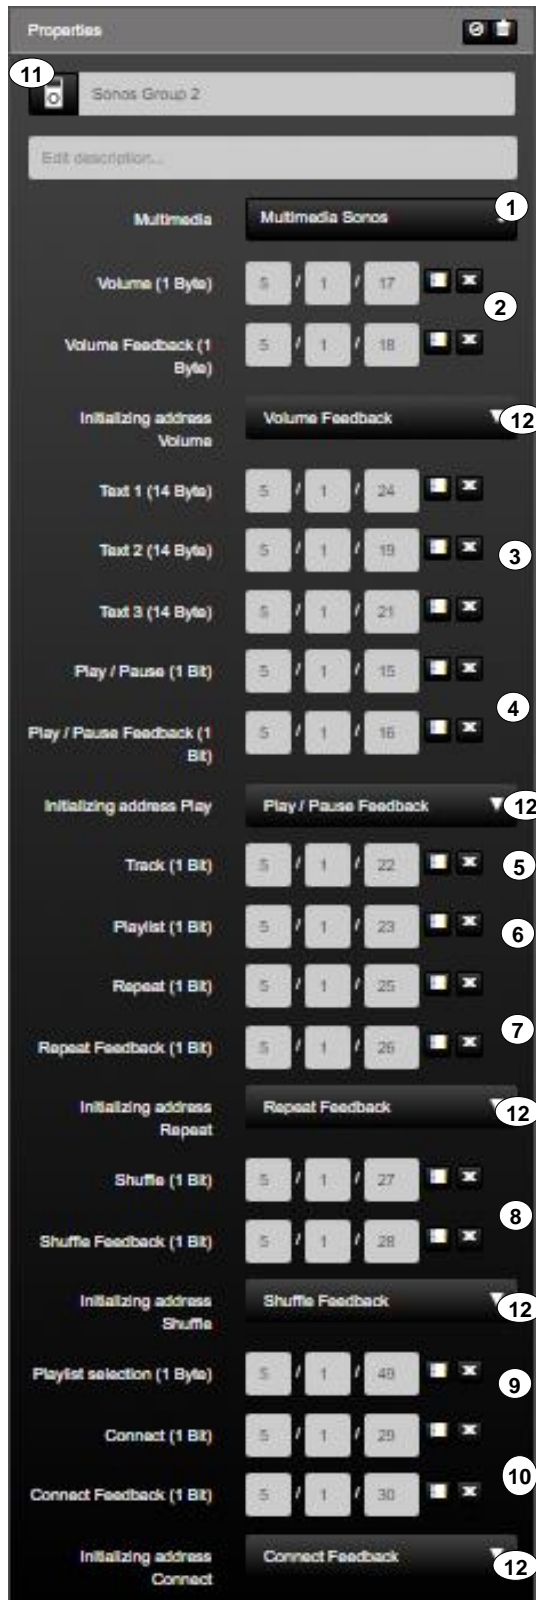 Properties
11
Sonos Group 2
Edit description...
1
Multimedia Multimedia Sonos
Volume (1 Byte) 5 / 1 / 17
2
Volume Feedback (1 5 / 1 / 18
Byte)
Initializing address Volume Feedback 12
Volume
Text 1 (14 Byte) 5 / 1 / 24
Text 2 (14 Byte) 5 / 1 / 19 3
Text 3 (14 Byte) 5 / 1 / 21
Play / Pause (1 Bit) 5 / 1 / 15
4
Play / Pause Feedback (1 5 / 1 / 16
Bit)
Initializing address Play Play / Pause Feedback 12
Track (1 Bit) 5 / 1 / 22 5
Playlist (1 Bit) 5 / 1 / 23 6
Repeat (1 Bit) 5 / 1 / 25
7
Repeat Feedback (1 Bit) 5 / 1 / 26
Initializing address Repeat Feedback 12
Repeat
Shuffle (1 Bit) 5 / 1 / 27
8
Shuffle Feedback (1 Bit) 5 / 1 / 28
Initializing address Shuffle Feedback 12
Shuffle
Playlist selection (1 Byte) 5 / 1 / 49 9
Connect (1 Bit) 5 / 1 / 29
10
Connect Feedback (1 Bit) 5 / 1 / 30
Initializing address Connect Feedback 12
Connect